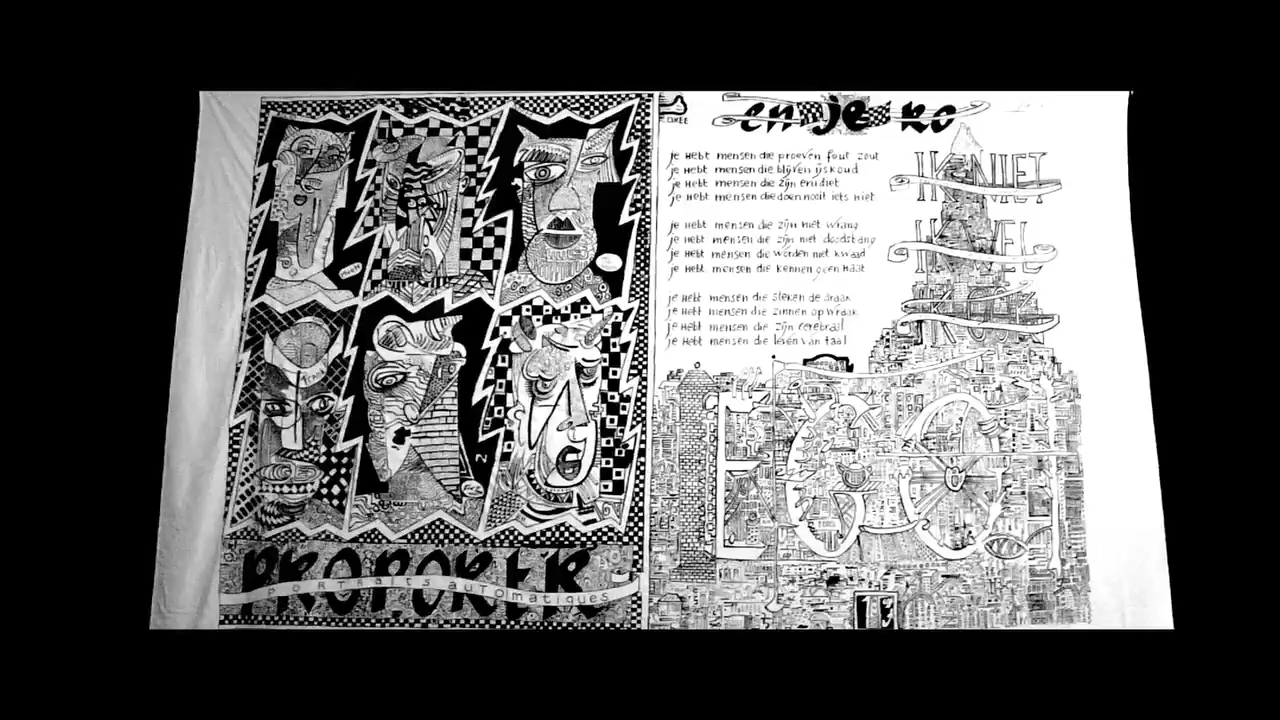 PROPOKER
PORTRAITS automatiques
en je ko
je HEbt mensen die proeven fout zout
je HEbt mensen die blijven ijskoud
je HEbt mensen die zijn erudiet
je HEbt mensen die doen nooit iets niet
je HEbt mensen die zijn niet wrang
je HEbt mensen die zijn niet doodsbang
je HEbt mensen die worden niet kwaad
je HEbt mensen die kennen geen Haat
je HEbt mensen die steken de draak
je HEbt mensen die zinnen op wraak
je HEbt mensen die zijn cerebraal
je HEbt mensen die leven van taal
IK NIET